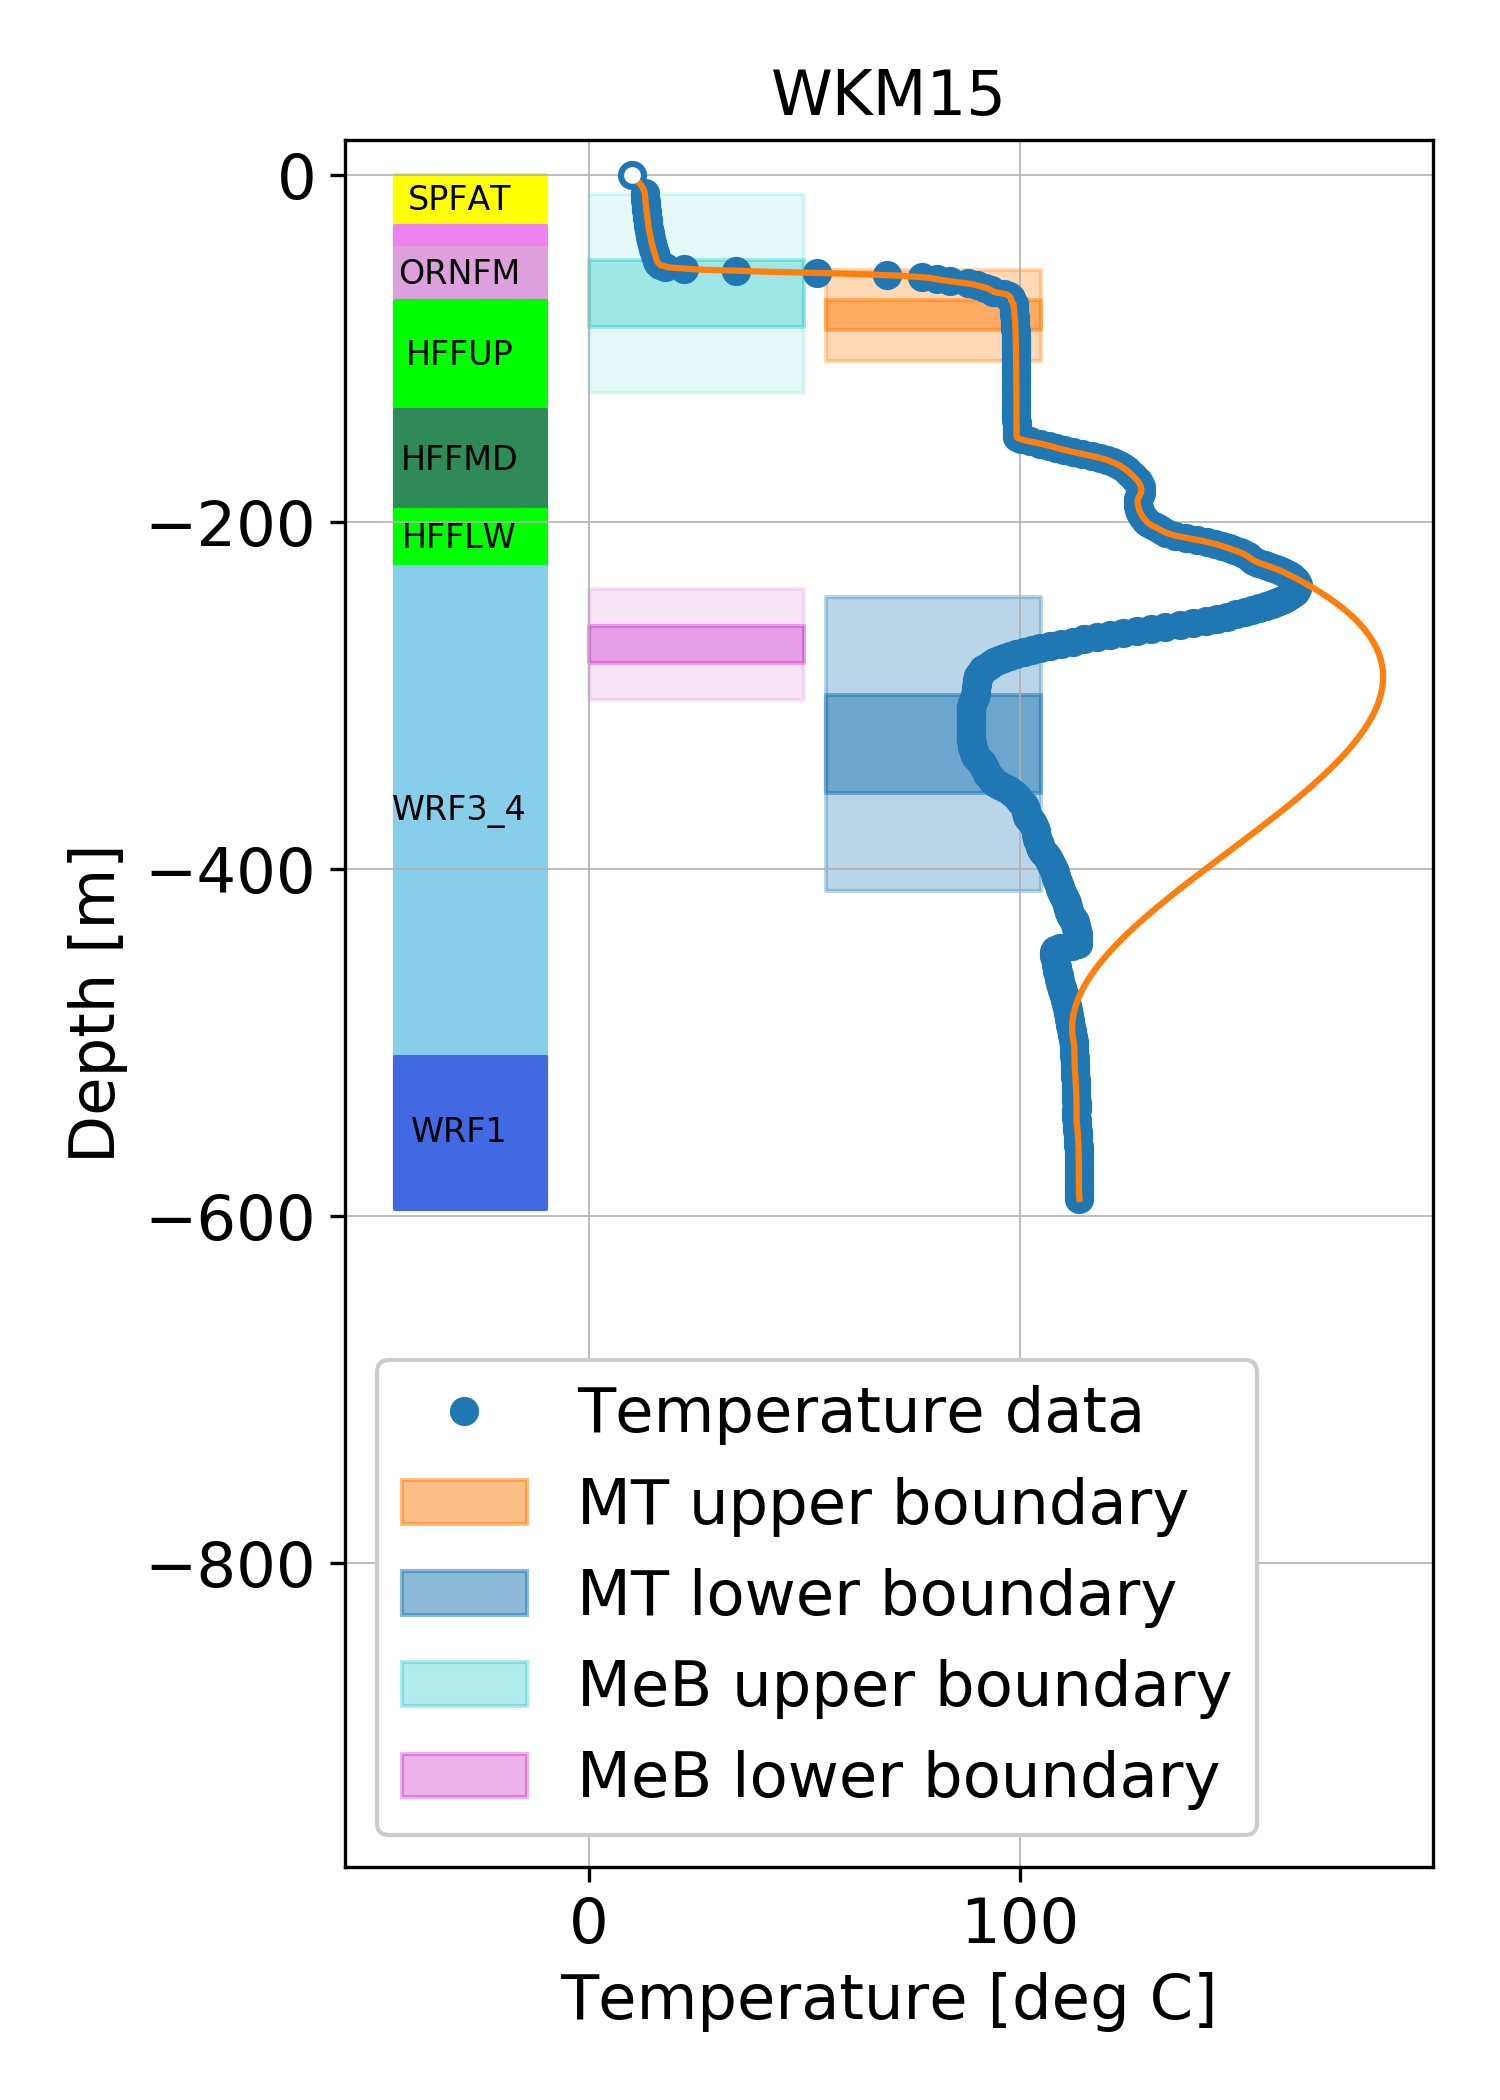 WKM15
0
−200
−400
−600
−800
Depth [m]
SPFAT
ORNFM
HFFUP
HFFMD
HFFLW
WRF3_4
WRF1
Temperature data
MT upper boundary
MT lower boundary
MeB upper boundary
MeB lower boundary
0 100
Temperature [deg C]